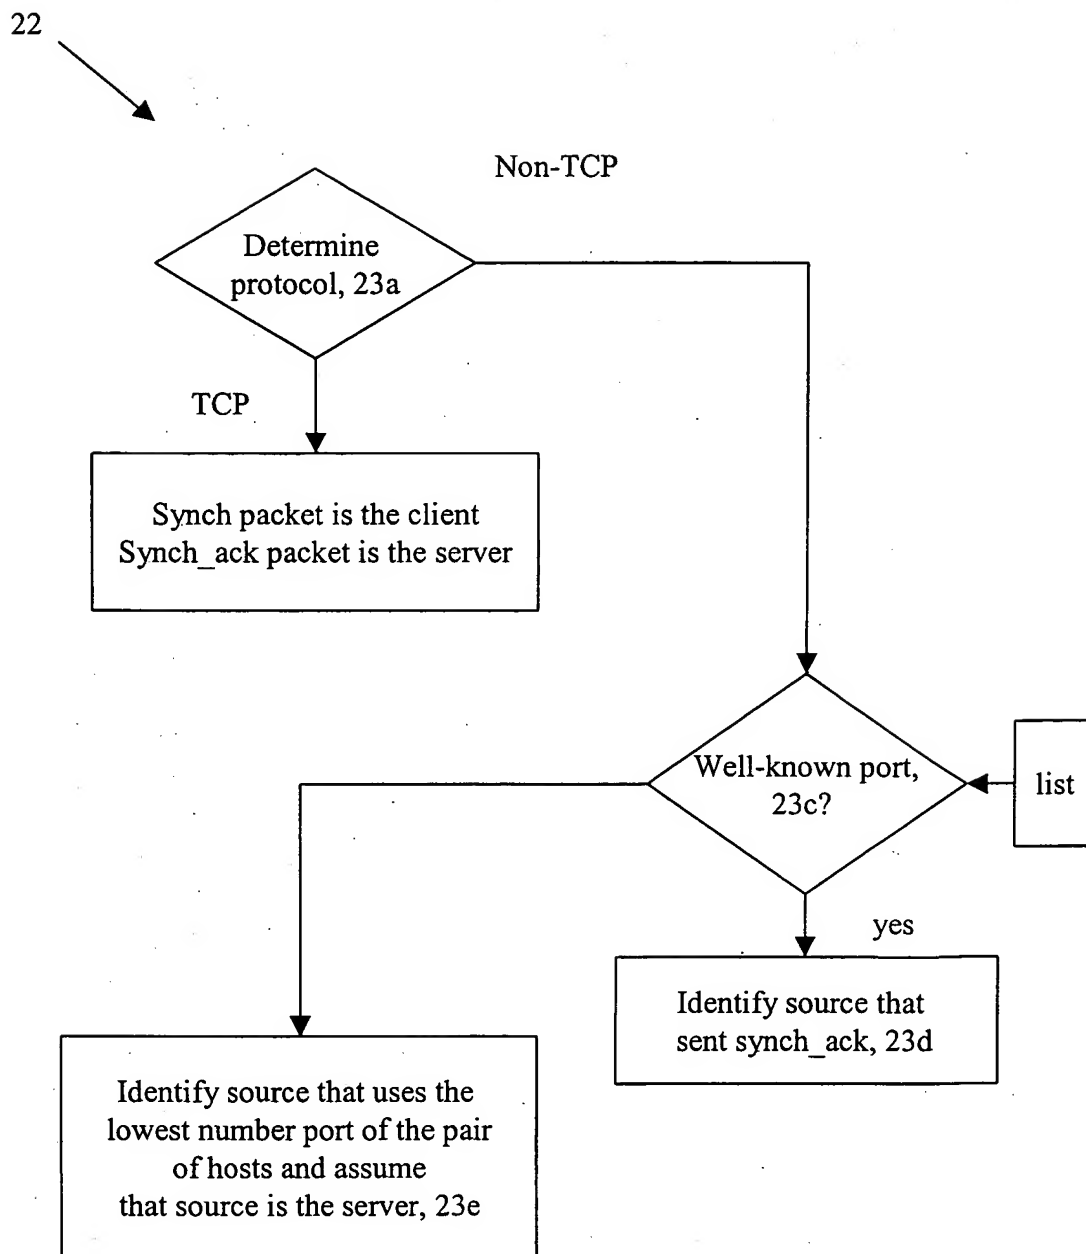 22
Non-TCP
Determine
protocol, 23a
TCP
Synch packet is the client
Synch_ack packet is the server
Well-known port,
23c?
list
yes
Identify source that
sent synch_ack, 23d
Identify source that uses the
lowest number port of the pair
of hosts and assume
that source is the server, 23e